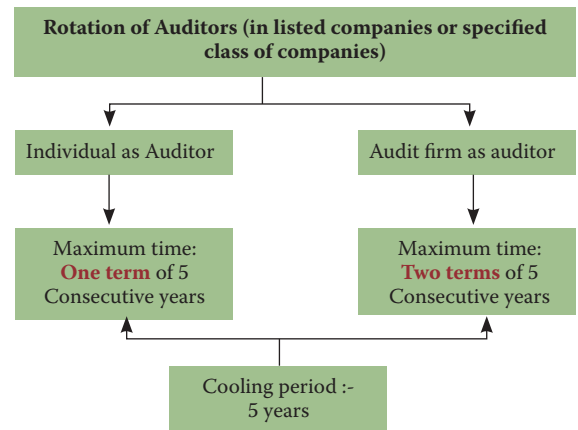 Rotation of Auditors (in listed companies or specified
class of companies)
Individual as Auditor
Audit firm as auditor
Maximum time:
One term of 5
Consecutive years
Maximum time:
Two terms of 5
Consecutive years
Cooling period :-
5 years